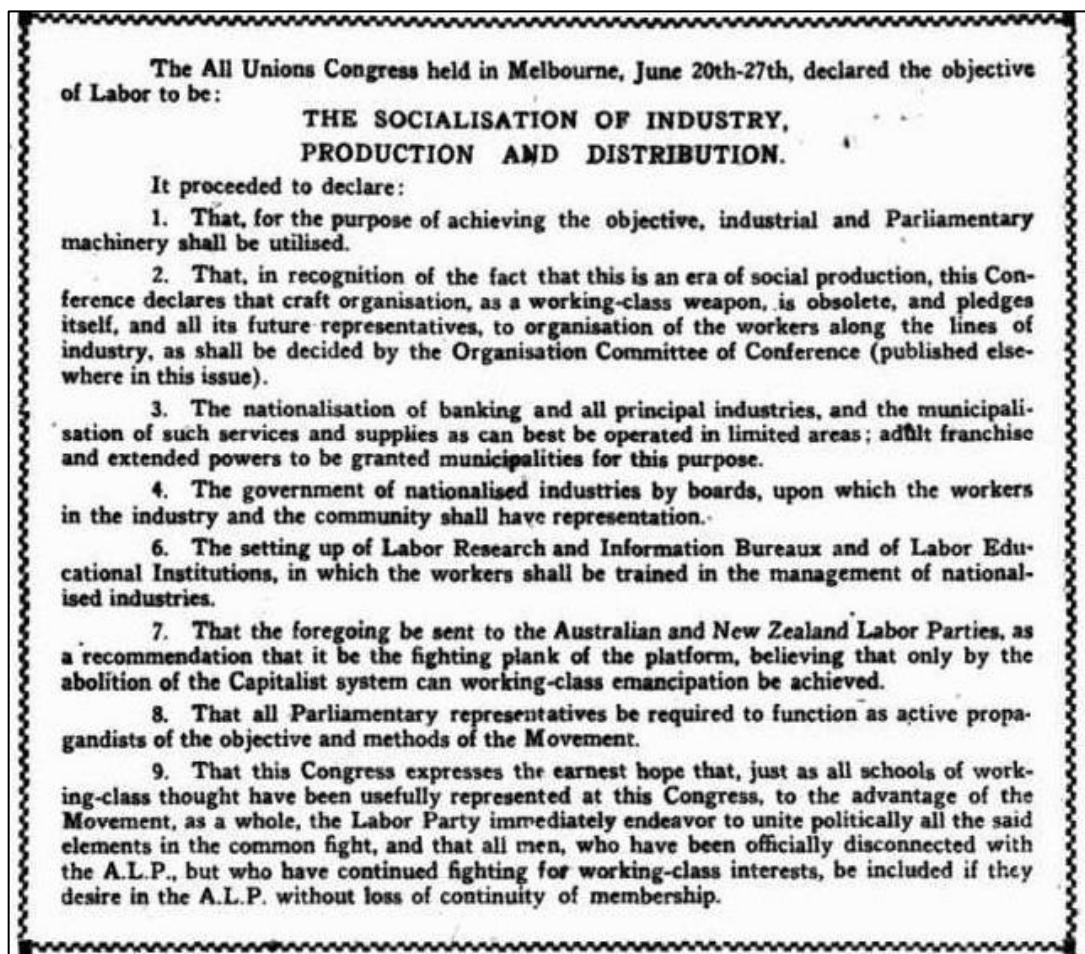 The All Unions Congress held in Melbourne, June 20th-27th, declared the objective
of Labor to be:
THE SOCIALISATION OF INDUSTRY,
PRODUCTION AND DISTRIBUTION.
It proceeded to declare:
1. That, for the purpose of achieving the objective, industrial and Parliamentary
machinery shall be utilised.
2. That, in recognition of the fact that this is an era of social production, this Con-
ference declares that craft organisation, as a working-class weapon, is obsolete, and pledges
itself, and all its future representatives, to organisation of the workers along the lines of
industry, as shall be decided by the Organisation Committee of Conference (published else-
where in this issue).
3. The nationalisation of banking and all principal industries, and the municipali-
sation of such services and supplies as can best be operated in limited areas; adult franchise
and extended powers to be granted municipalities for this purpose.
4. The government of nationalised industries by boards, upon which the workers
in the industry and the community shall have representation.
6. The setting up of Labor Research and Information Bureaux and of Labor Edu-
cational Institutions, in which the workers shall be trained in the management of national-
ised industries.
7. That the foregoing be sent to the Australian and New Zealand Labor Parties, as
a recommendation that it be the fighting plank of the platform, believing that only by the
abolition of the Capitalist system can working-class emancipation be achieved.
8. That all Parliamentary representatives be required to function as active propa-
gandists of the objective and methods of the Movement.
9. That this Congress expresses the earnest hope that, just as all schools of work-
ing-class thought have been usefully represented at this Congress, to the advantage of the
Movement, as a whole, the Labor Party immediately endeavor to unite politically all the said
elements in the common fight, and that all men, who have been officially disconnected with
the A.L.P., but who have continued fighting for working-class interests, be included if they
desire in the A.L.P. without loss of continuity of membership.